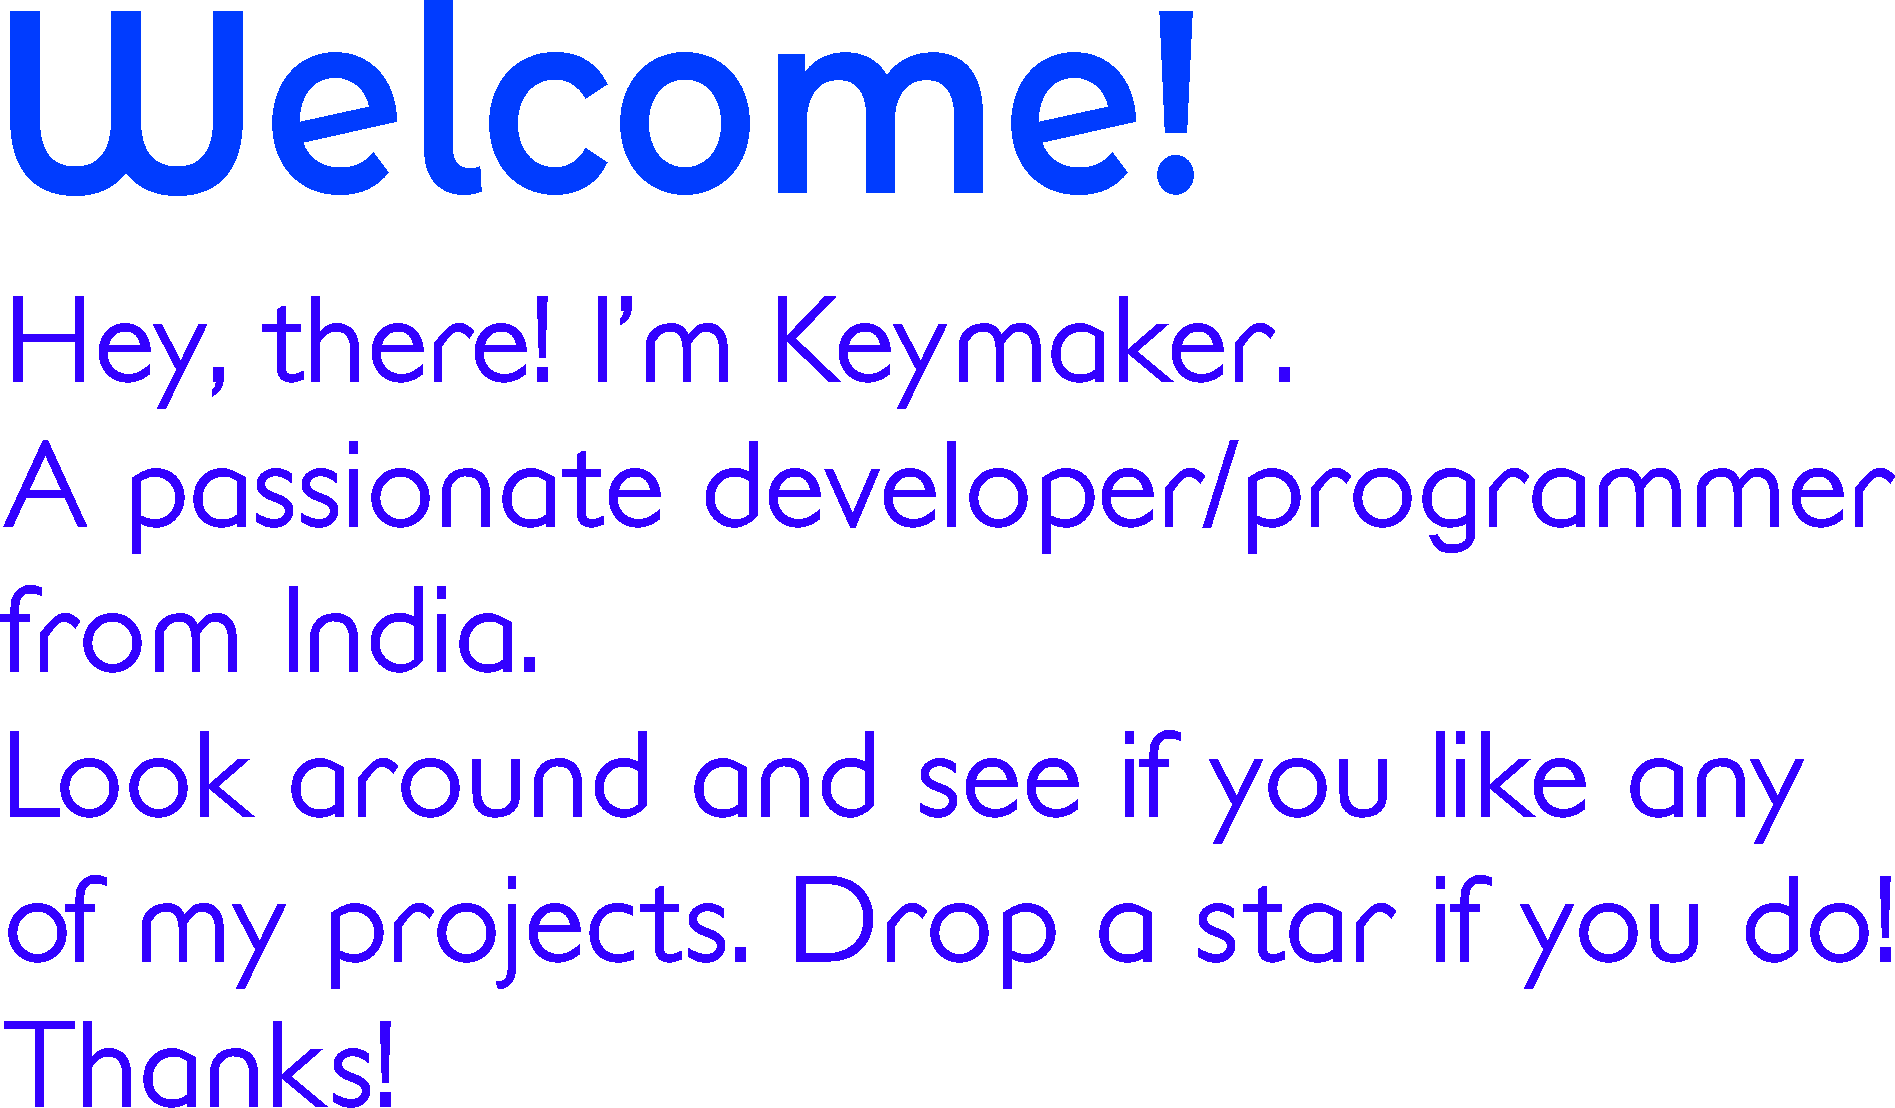 Welcome!
Hey, there! I’m Keymaker.
A passionate developer/programmer
from India.
Look around and see if you like any
of my projects. Drop a star if you do!
Thanks!